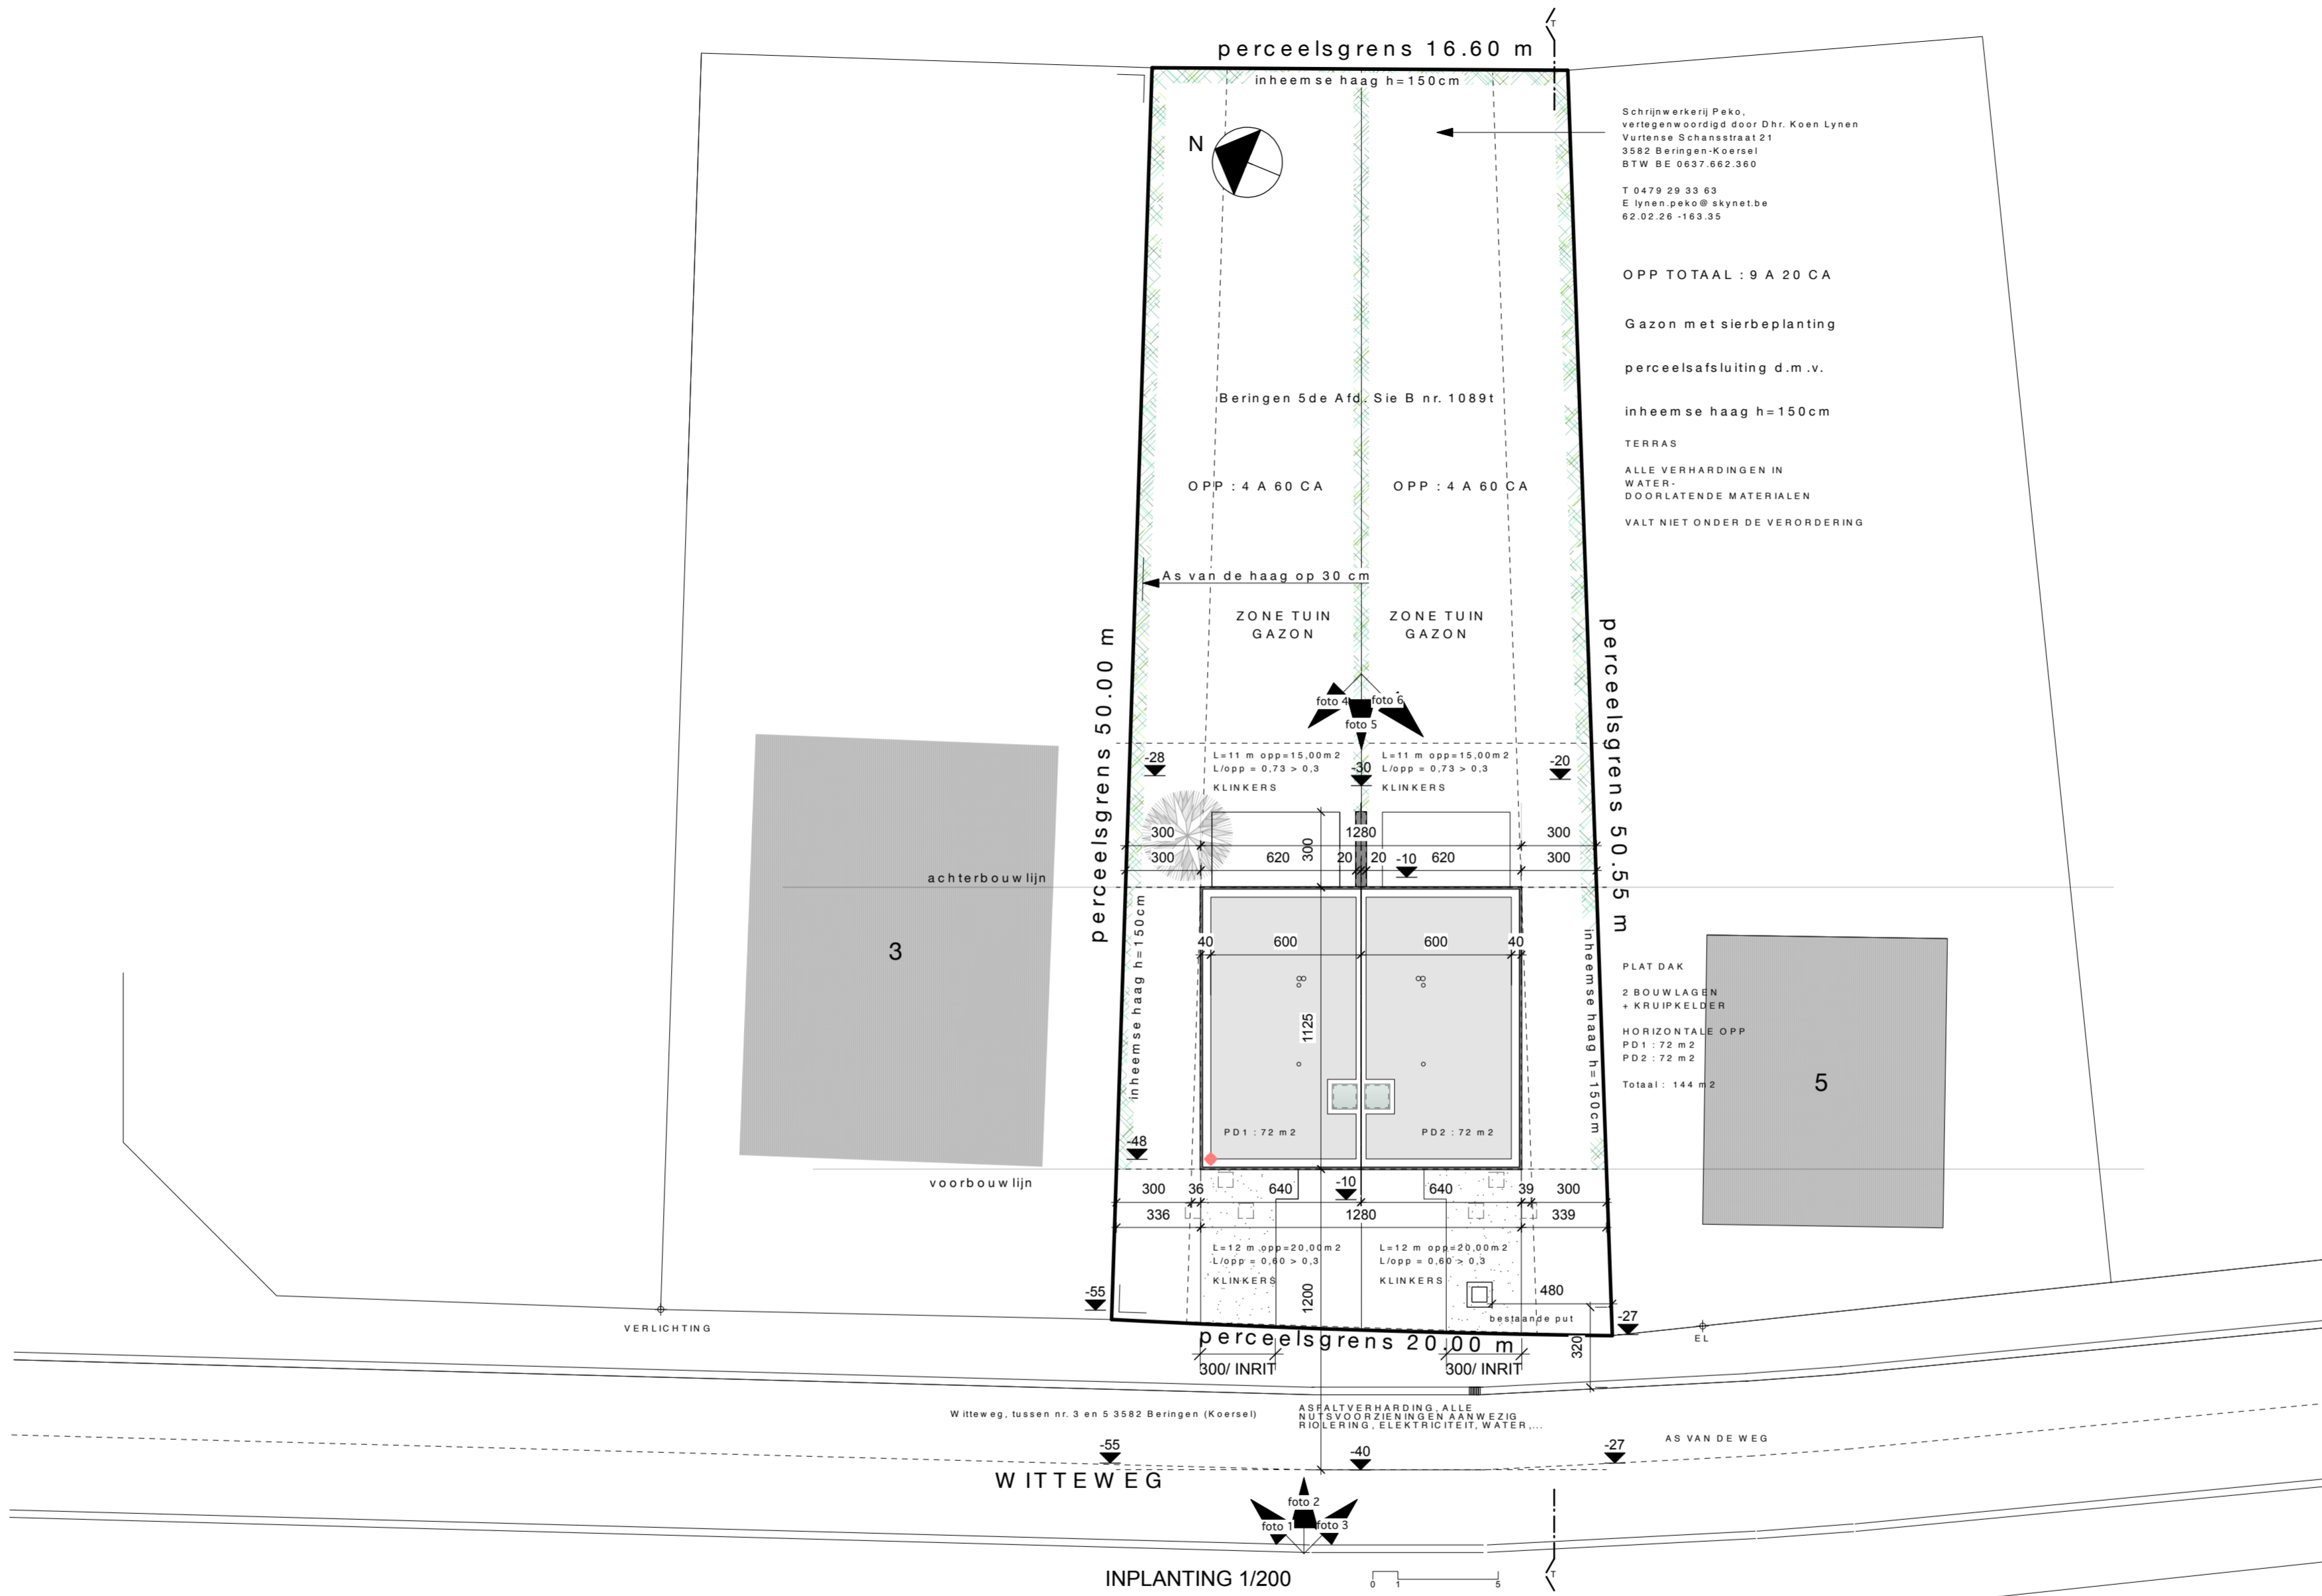 T
perceelsgrens 16.60 m
inheemse haag h=150cm
N
Schrijnwerkerij Peko,
vertegenwoordigd door Dhr. Koen Lynen
Vurtense Schansstraat 21
3582 Beringen-Koersel
BTW BE 0637.662.360
T 0479 29 33 63
E lynen.peko@skynet.be
62.02.26 -163.35
OPP TOTAAL : 9 A 20 CA
Gazon met sierbeplanting
perceelsafsluiting d.m.v.
inheemse haag h=150cm
TERRAS
ALLE VERHARDINGEN IN
WATER-
DOORLATENDE MATERIALEN
VALT NIET ONDER DE VERORDERING
Beringen 5de Afd. Sie B nr. 1089t
OPP : 4 A 60 CA
OPP : 4 A 60 CA
As van de haag op 30 cm
ZONE TUIN
GAZON
ZONE TUIN
GAZON
perceelsgrens 50.00 m
perceelsgrens 50.55 m
foto 4
foto 6
foto 5
-28
L=11 m opp=15,00m2
L/opp = 0,73 > 0,3
KLINKERS
-30
L=11 m opp=15,00m2
L/opp = 0,73 > 0,3
KLINKERS
-20
300
1280
300
300
620
300
20
20
-10
620
300
achterbouwlijn
inheemse haag h=150cm
inheemse haag h=150cm
3
40
600
600
40
1125
PLAT DAK
2 BOUWLAGEN
+ KRUIPKELDER
HORIZONTALE OPP
PD1 : 72 m2
PD2 : 72 m2
Totaal : 144 m2
5
PD1 : 72 m2
PD2 : 72 m2
-48
voorbouwlijn
300
36
640
-10
640
39
300
336
1280
339
L=12 m opp=20,00m2
L/opp = 0,60 > 0,3
KLINKERS
L=12 m opp=20,00m2
L/opp = 0,60 > 0,3
KLINKERS
1200
480
bestaande put
-55
-27
VERLICHTING
EL
perceelsgrens 20.00 m
320
300/ INRIT
300/ INRIT
Witteweg, tussen nr. 3 en 5 3582 Beringen (Koersel)
ASFALTVERHARDING, ALLE
NUTSVOORZIENINGEN AANWEZIG
RIOLERING, ELEKTRICITEIT, WATER,...
AS VAN DE WEG
-55
-40
-27
WITTEWEG
foto 2
foto 1
foto 3
INPLANTING 1/200
0 1 5
T